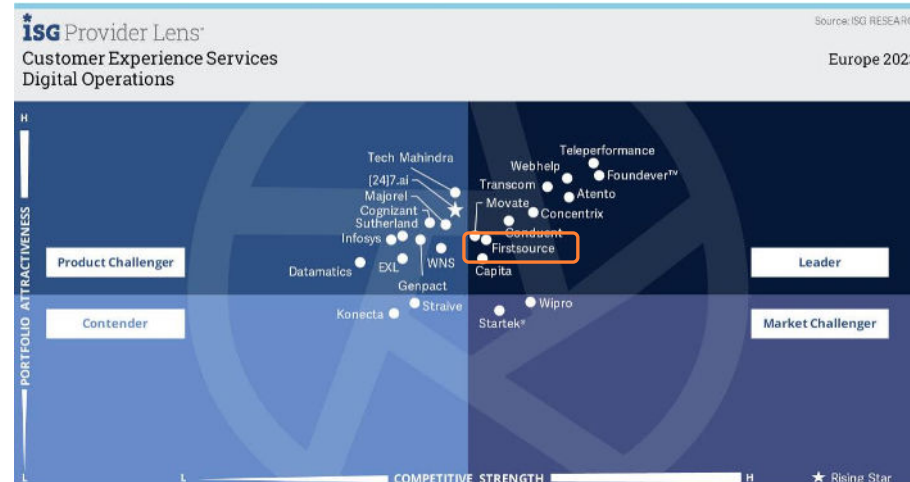 ISG Provider Lens™
Source: ISG RESEARC
Customer Experience Services
Digital Operations
Europe 202
H
Tech Mahindra
[24]7.ai
Majorel
Cognizant
Sutherland
Infosys
Datamatics
EXL
WNS
Genpact
Teleperformance
Webhelp
Foundever™
Transcom
Atento
Movate
Concentrix
Conduent
Firstsource
Capita
Product Challenger
Leader
Konecta
Straive
Wipro
Startek®
Contender
Market Challenger
PORTFOLIO ATTRACTIVENESS
L
L
COMPETITIVE STRENGTH
H
★ Rising Star